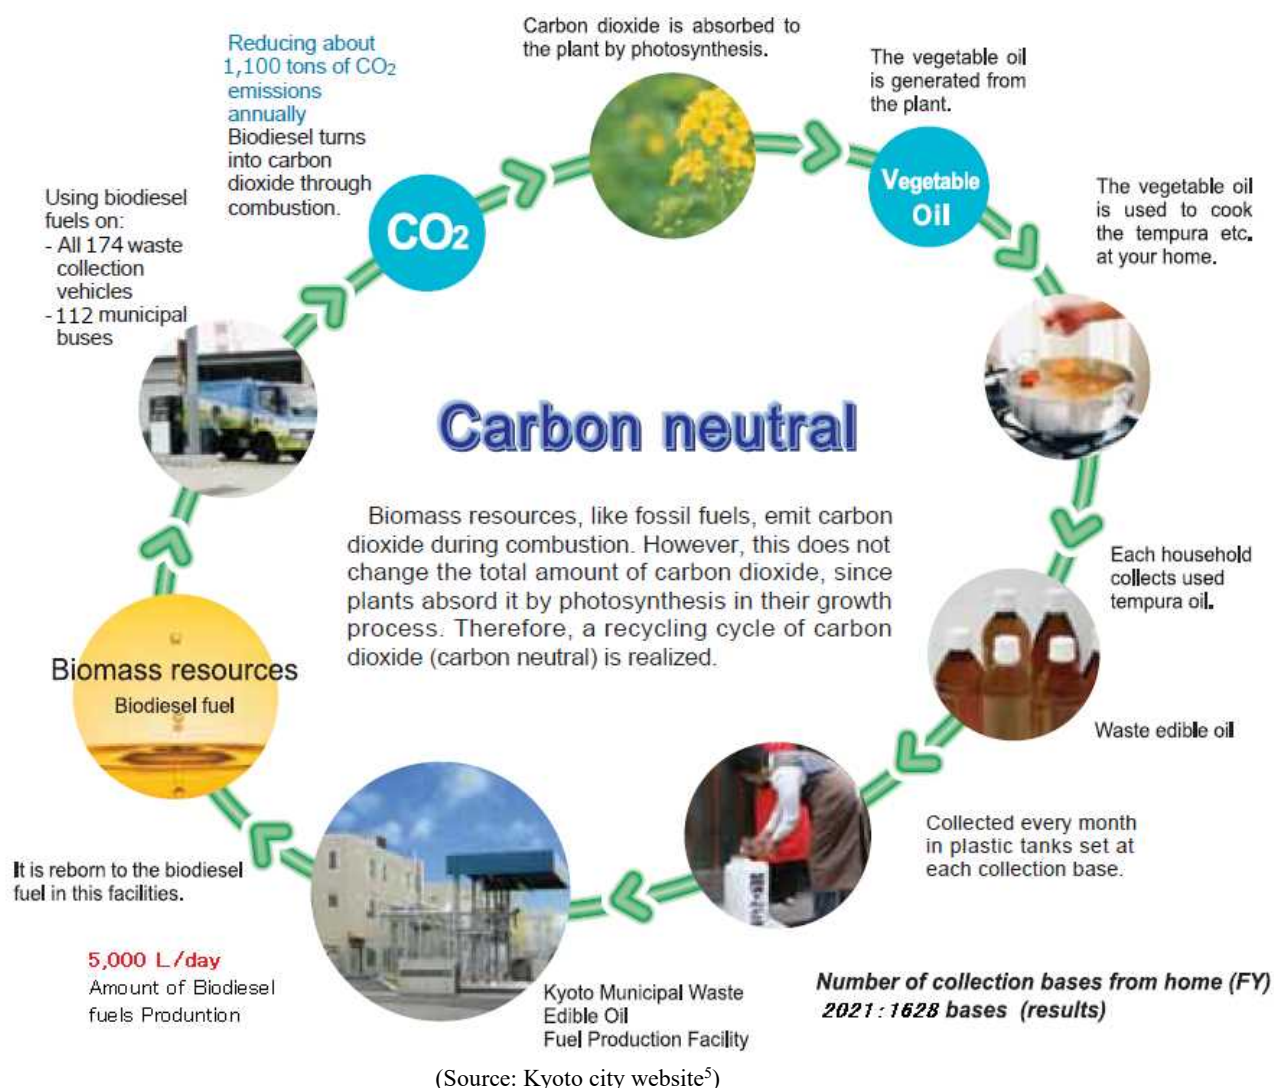 Carbon dioxide is absorbed to
the plant by photosynthesis.
The vegetable oil
is generated from
the plant.
Vegetable
Oil
The vegetable oil
is used to cook
the tempura etc.
at your home.
Each household
collects used
tempura oil.
Waste edible oil
Collected every month
in plastic tanks set at
each collection base.
Number of collection bases from home (FY)
2021 : 1628 bases (results)
Kyoto Municipal Waste
Edible Oil
Fuel Production Facility
It is reborn to the biodiesel
fuel in this facilities.
5,000 L/day
Amount of Biodiesel
fuels Produntion
Biomass resources
Biodiesel fuel
Using biodiesel
fuels on:
- All 174 waste
collection
vehicles
- 112 municipal
buses
Reducing about
1,100 tons of CO2
emissions
annually
Biodiesel turns
into carbon
dioxide through
combustion.
CO2
Carbon neutral
Biomass resources, like fossil fuels, emit carbon
dioxide during combustion. However, this does not
change the total amount of carbon dioxide, since
plants absord it by photosynthesis in their growth
process. Therefore, a recycling cycle of carbon
dioxide (carbon neutral) is realized.
(Source: Kyoto city website5)